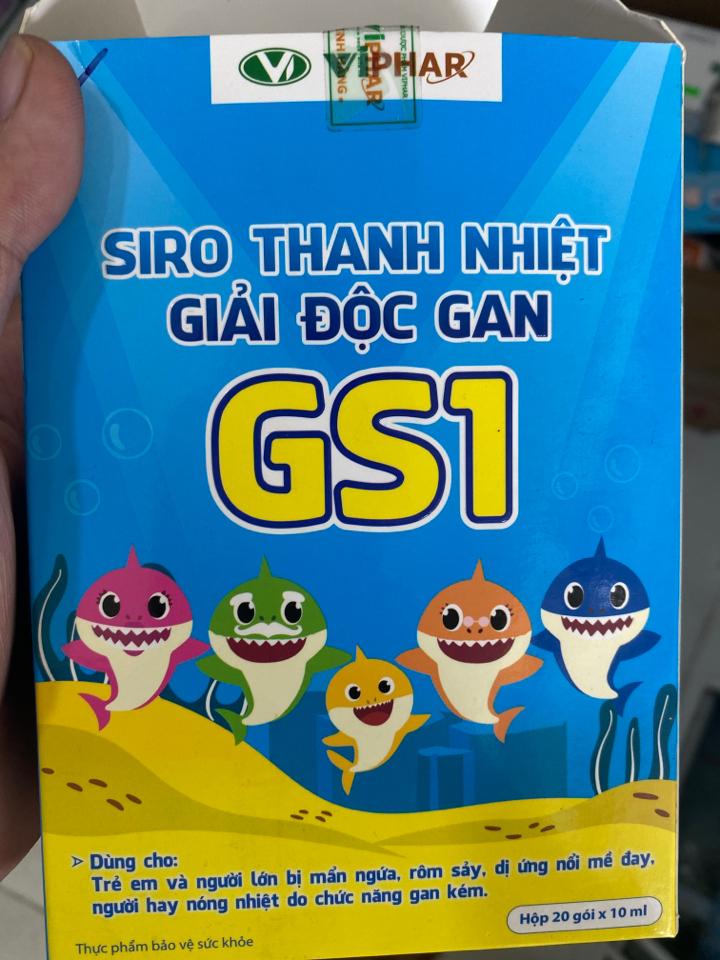 VIPHAR
SIRO THANH NHIỆT
GIẢI ĐỘC GAN
GS1
Dùng cho:
Trẻ em và người lớn bị mẩn ngứa, rôm sảy, dị ứng nổi mề đay,
người hay nóng nhiệt do chức năng gan kém.
Hộp 20 gói x 10 ml
Thực phẩm bảo vệ sức khỏe